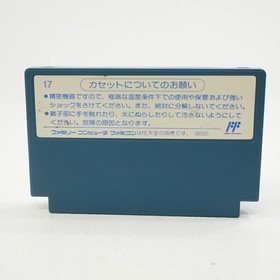 17
カセットについてのお願い
●精密機器ですので、極端な温度条件下での使用や保管および強い
ショックをさけてください。また、絶対に分解しないでください。
●端子部に手を触れたり、水にぬらしたりして汚さないようにして
ください。故障の原因となります。
ファミリーコンピュータ ファミコンは任天堂の商標です。
FF